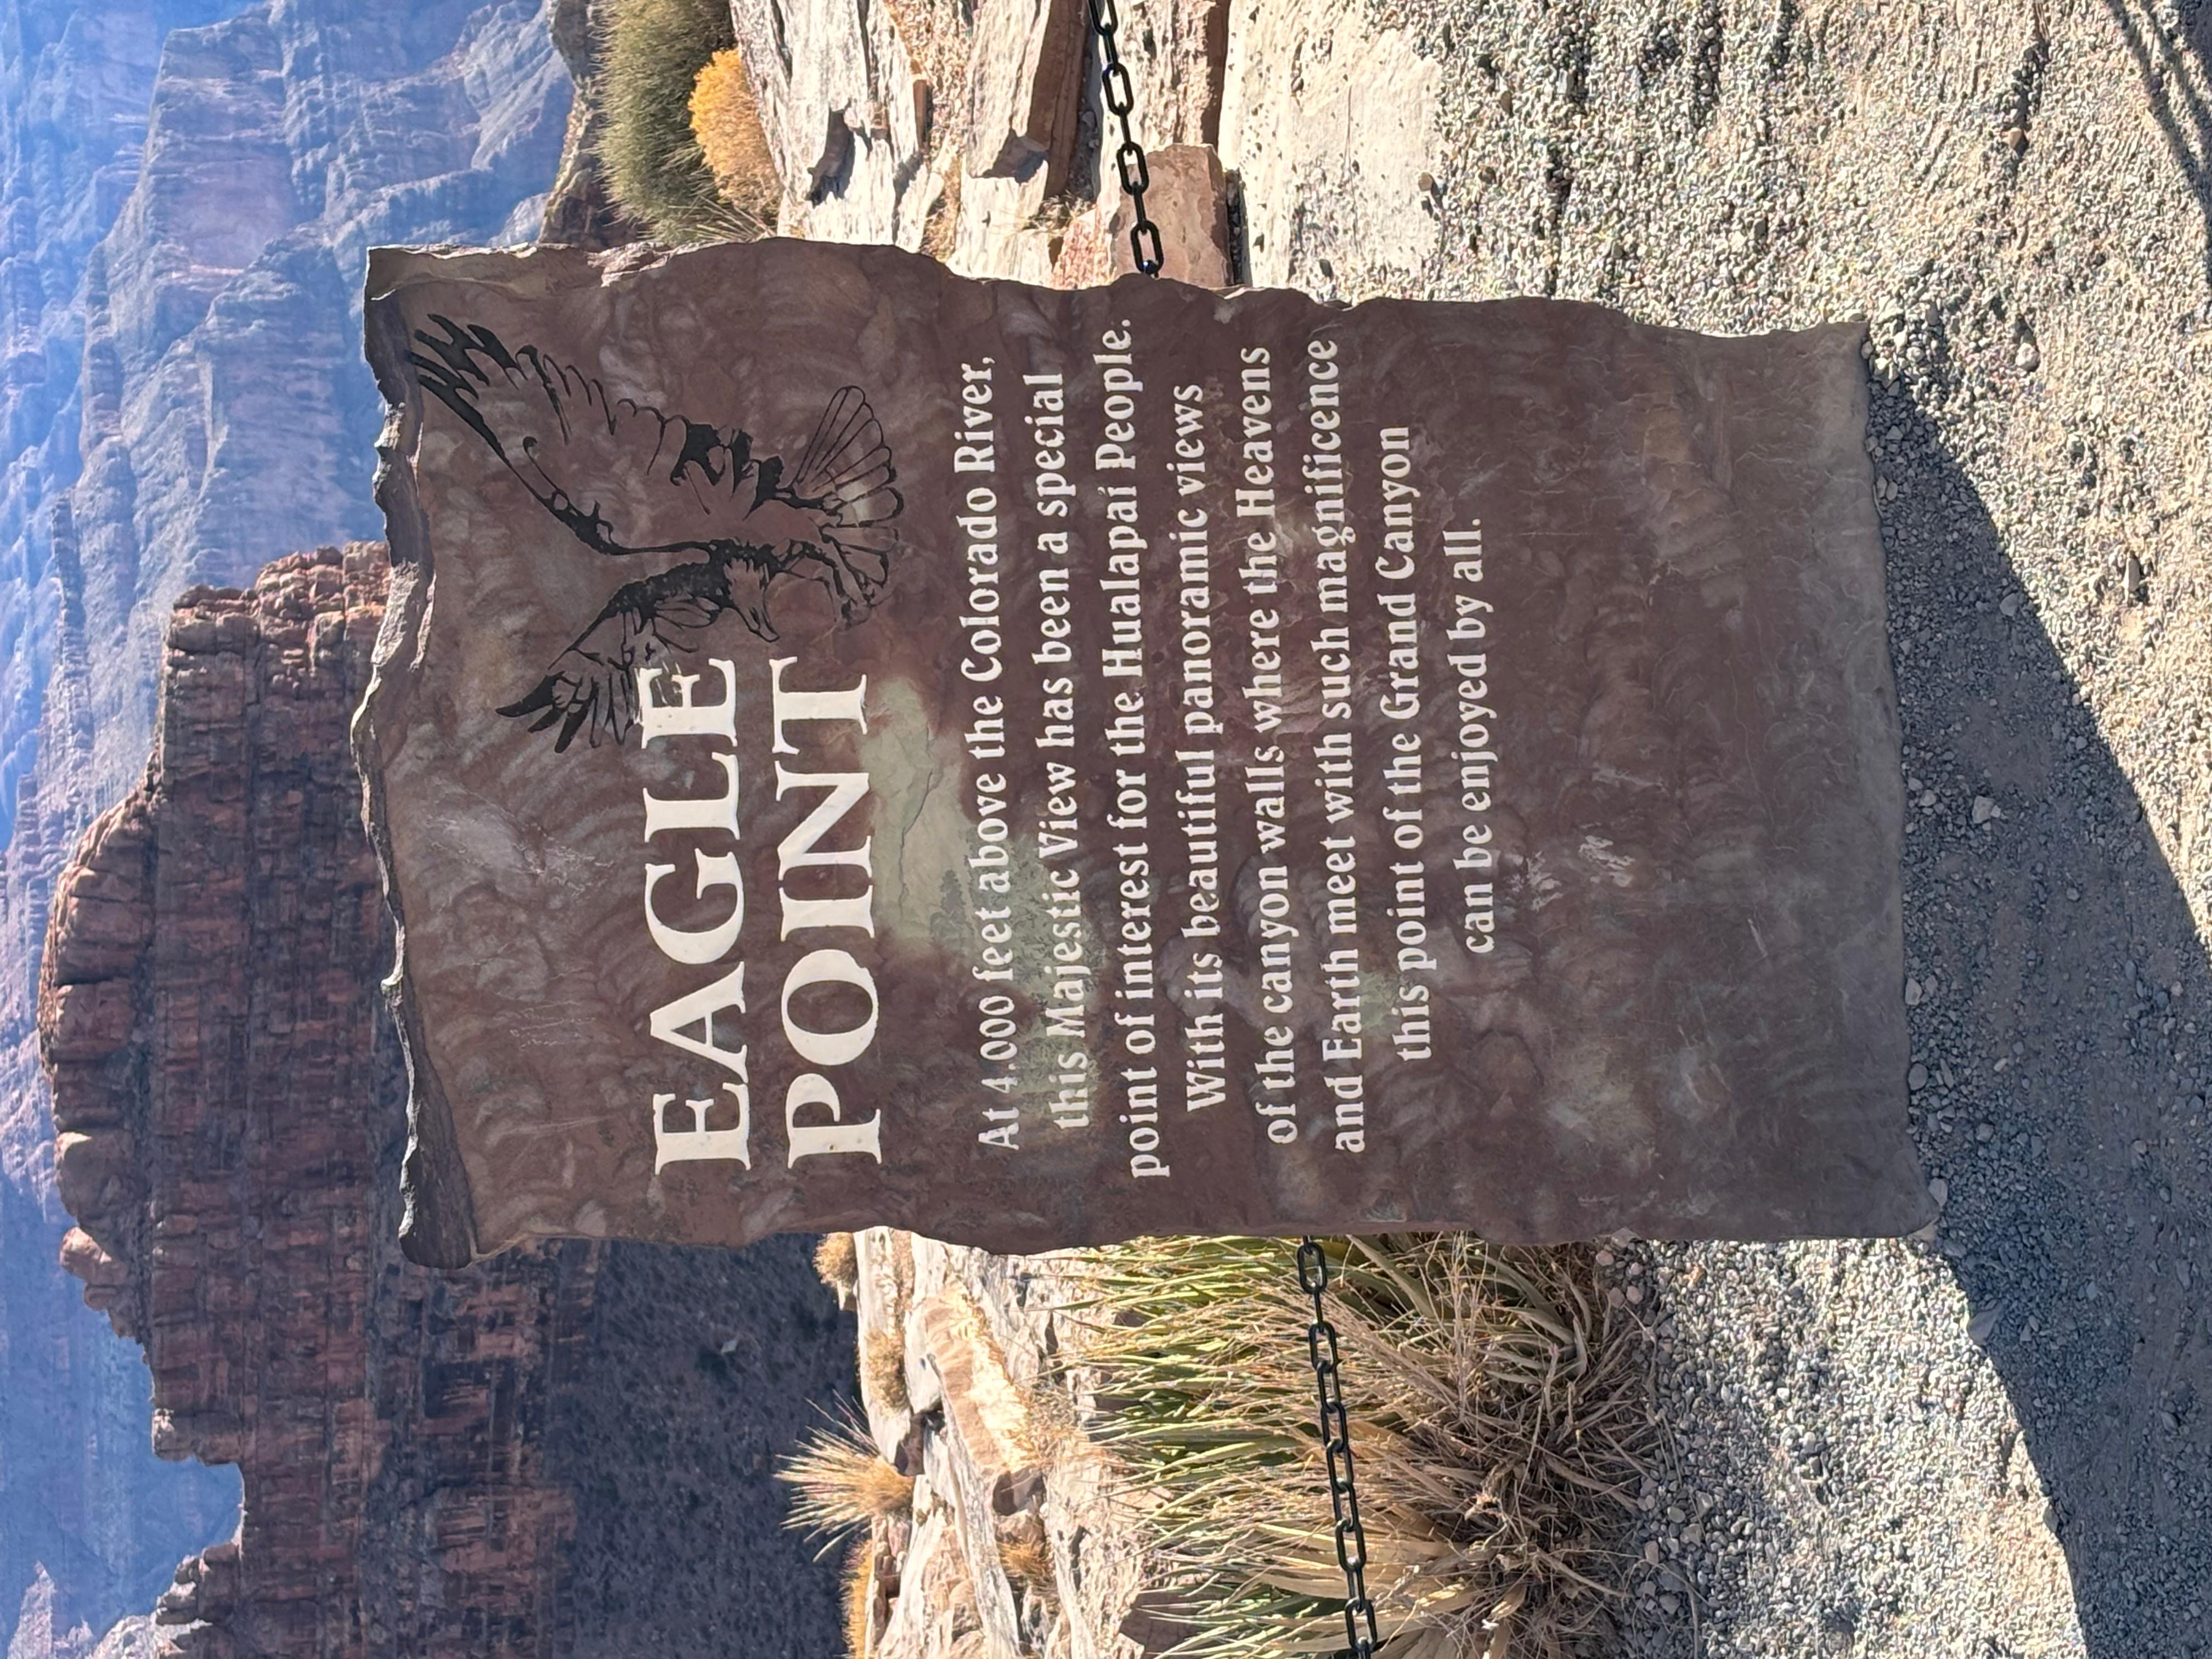 EAGLE
POINT
At 4,000 feet above the Colorado River,
this Majestic View has been a special
point of interest for the Hualapai People.
With its beautiful panoramic views
of the canyon walls where the Heavens
and Earth meet with such magnificence
this point of the Grand Canyon
can be enjoyed by all.